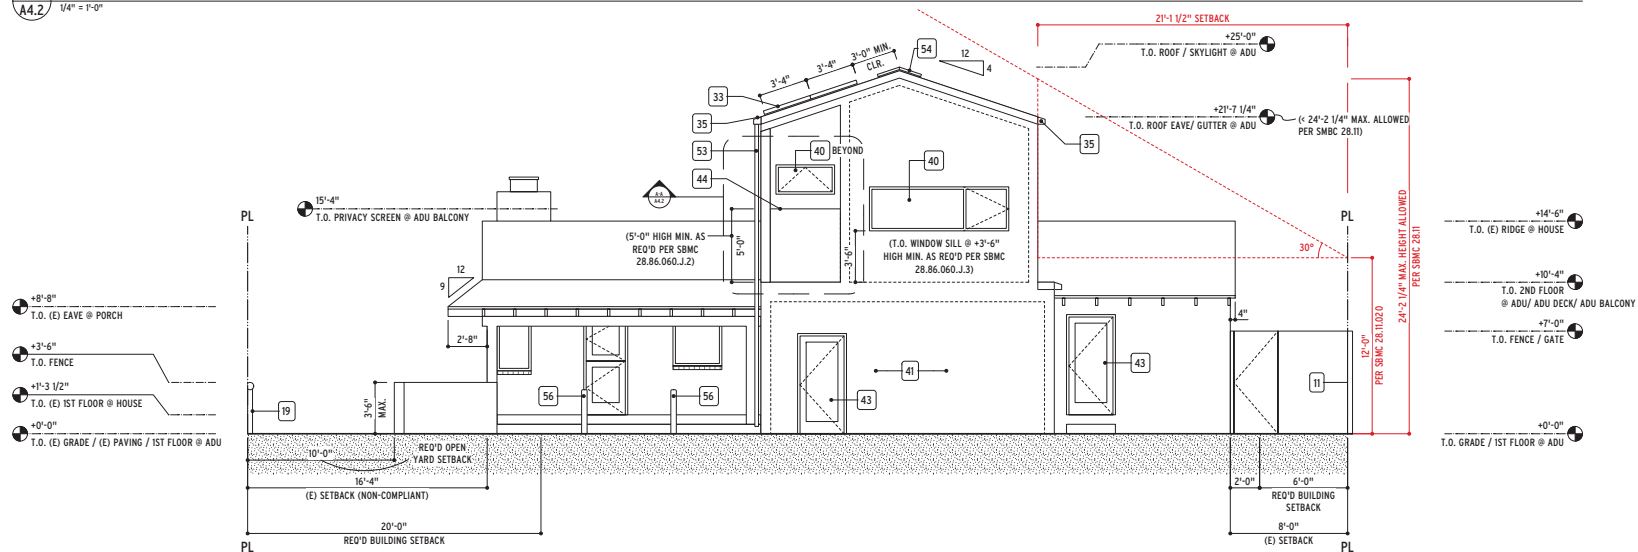 A4.2
1/4" = 1'-0"
21'-1 1/2" SETBACK
+25'-0"
T.O. ROOF / SKYLIGHT @ ADU
3'-4"
3'-4"
3'-0" MIN.
CLR.
54
12
4
33
35
+21'-7 1/4"
T.O. ROOF EAVE/ GUTTER @ ADU
(< 24'-2 1/4" MAX. ALLOWED
PER SMBC 28.11)
35
53
40
BEYOND
40
44
A-A
A4.2
15'-4"
T.O. PRIVACY SCREEN @ ADU BALCONY
PL
PL
+14'-6"
T.O. (E) RIDGE @ HOUSE
(5'-0" HIGH MIN. AS
REQ'D PER SBMC
28.86.060.J.2)
5'-0"
3'-6"
(T.O. WINDOW SILL @ +3'-6"
HIGH MIN. AS REQ'D PER SBMC
28.86.060.J.3)
30°
24'-2 1/4" MAX. HEIGHT ALLOWED
PER SBMC 28.11
12
9
+10'-4"
T.O. 2ND FLOOR
@ ADU/ ADU DECK/ ADU BALCONY
+8'-8"
T.O. (E) EAVE @ PORCH
4"
12'-0"
PER SBMC 28.11.020
+7'-0"
T.O. FENCE / GATE
2'-8"
+3'-6"
T.O. FENCE
43
41
11
+1'-3 1/2"
T.O. (E) 1ST FLOOR @ HOUSE
19
3'-6"
MAX.
56
56
43
+0'-0"
T.O. (E) GRADE / (E) PAVING / 1ST FLOOR @ ADU
+0'-0"
T.O. GRADE / 1ST FLOOR @ ADU
10'-0"
REQ'D OPEN
YARD SETBACK
16'-4"
(E) SETBACK (NON-COMPLIANT)
2'-0"
6'-0"
REQ'D BUILDING
SETBACK
20'-0"
REQ'D BUILDING SETBACK
8'-0"
(E) SETBACK
PL
PL